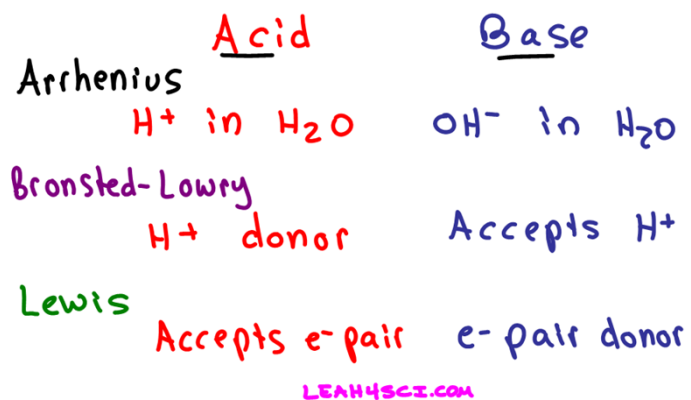 Acid Base
Arrhenius
H+ in H2O OH- in H2O
Bronsted-Lowry
H+ donor Accepts H+
Lewis
Accepts e-pair e- pair donor
LEAH4SCI.COM